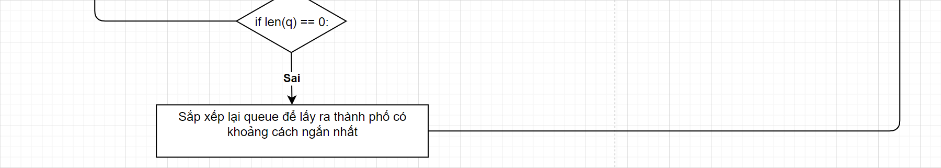 if len(q) == 0:
Sai
Sắp xếp lại queue để lấy ra thành phố có
khoảng cách ngắn nhất